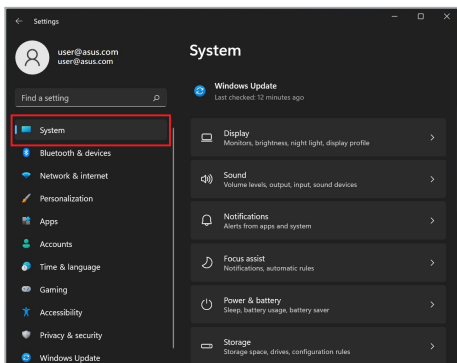 Settings
user@asus.com
user@asus.com
Find a setting
System
Bluetooth & devices
Network & internet
Personalization
Apps
Accounts
Time & language
Gaming
Accessibility
Privacy & security
Windows Update
System
Windows Update
Last checked: 12 minutes ago
Display
Monitors, brightness, night light, display profile
Sound
Volume levels, output, input, sound devices
Notifications
Alerts from apps and system
Focus assist
Notifications, automatic rules
Power & battery
Sleep, battery usage, battery saver
Storage
Storage space, drives, configuration rules